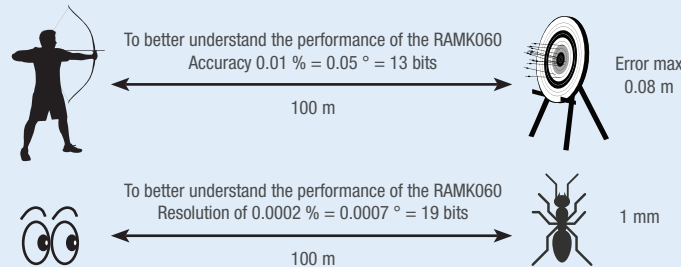 To better understand the performance of the RAMK060
Accuracy 0.01 % = 0.05 ° = 13 bits
100 m
Error max
0.08 m
To better understand the performance of the RAMK060
Resolution of 0.0002 % = 0.0007 ° = 19 bits
100 m
1 mm